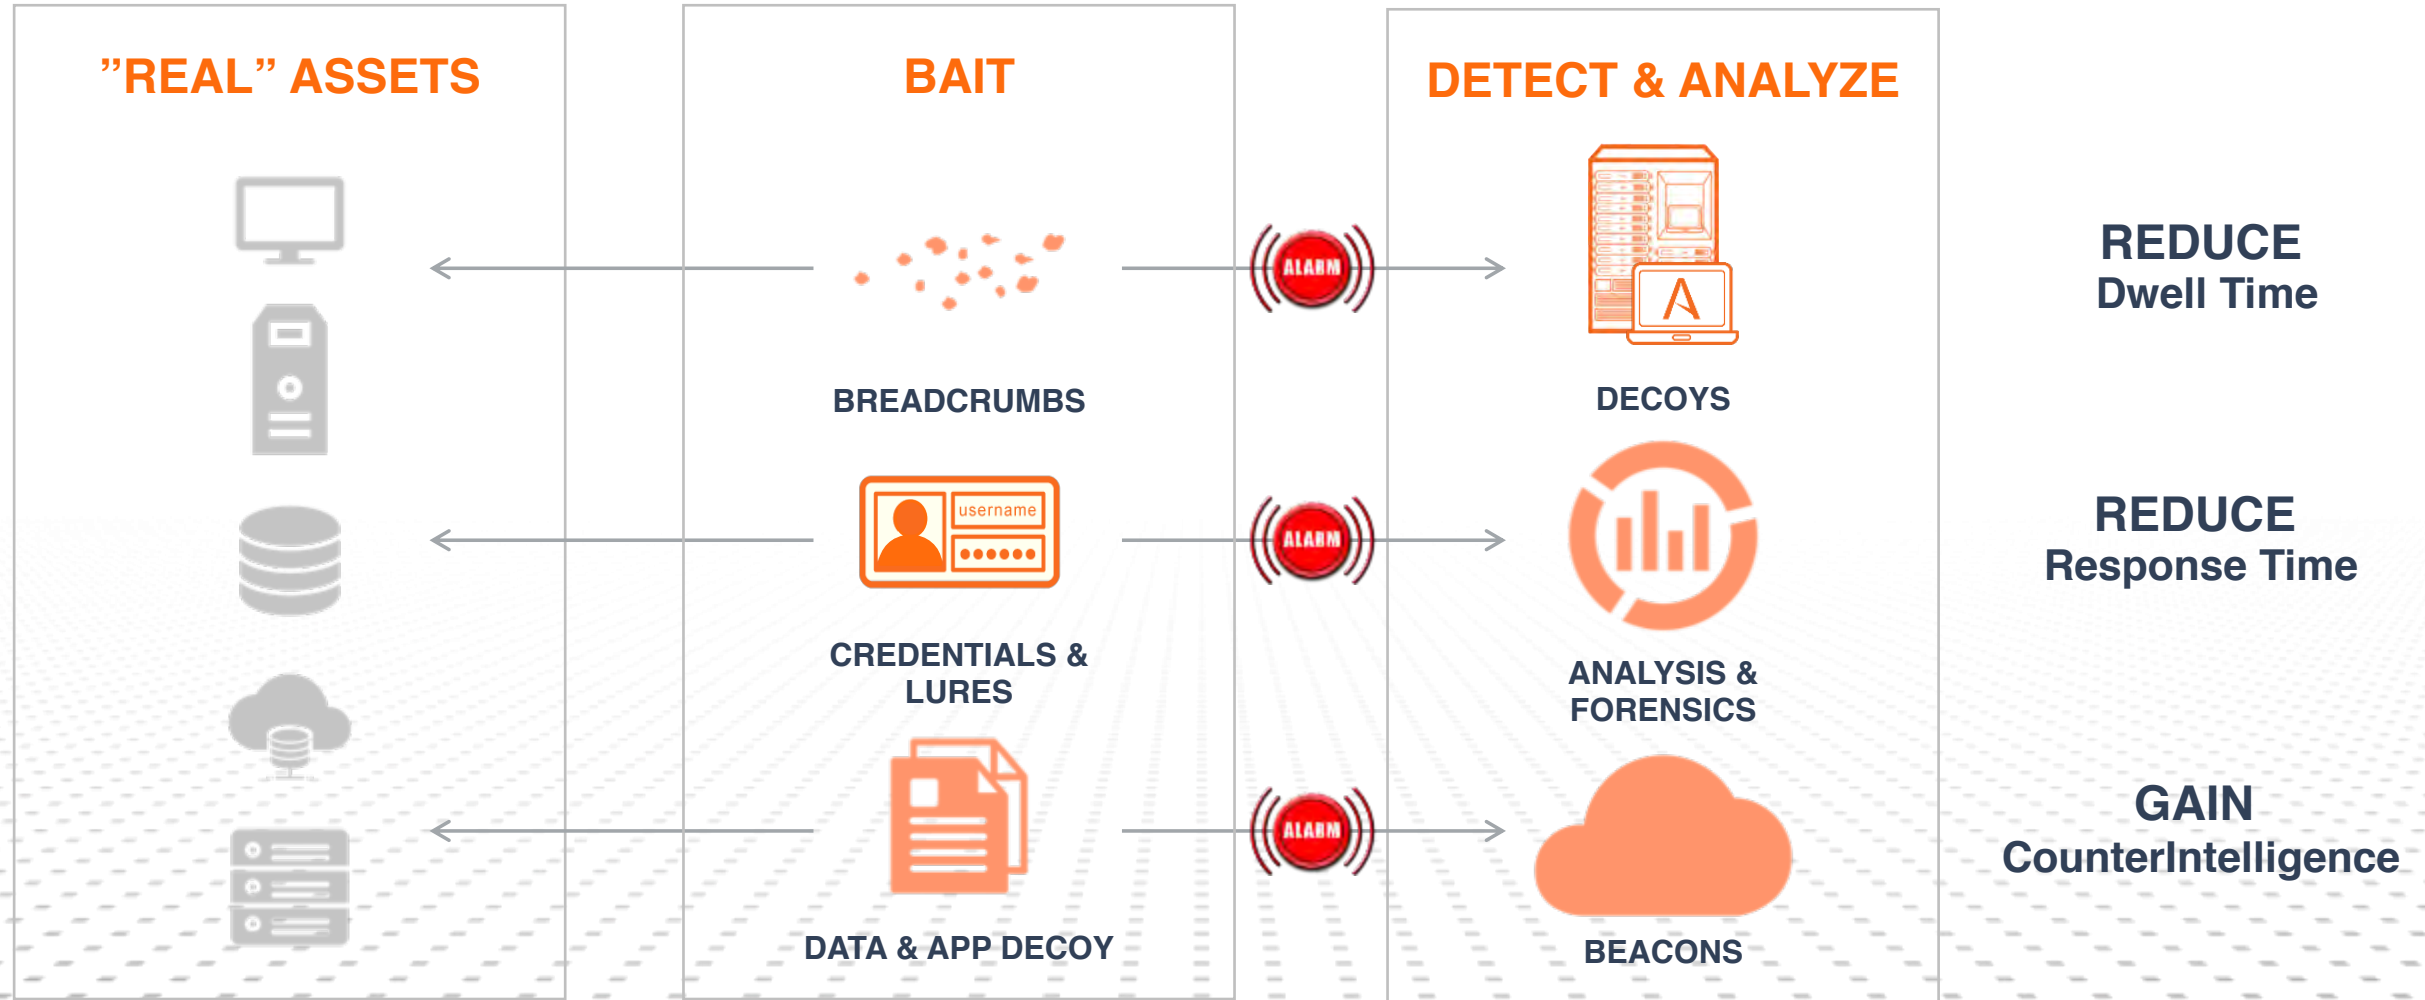 ”REAL” ASSETS
BAIT
DETECT & ANALYZE
ALARM
A
REDUCE
Dwell Time
BREADCRUMBS
DECOYS
username
ALARM
REDUCE
Response Time
CREDENTIALS &
LURES
ANALYSIS &
FORENSICS
ALARM
GAIN
CounterIntelligence
DATA & APP DECOY
BEACONS